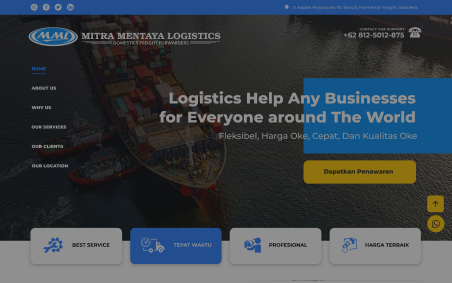 MML
MITRA MENTAYA LOGISTICS
(DOMESTICS FREIGHT FORWARDERS)
CONTACT FOR SUPPORT
+62 812-5012-875
HOME
ABOUT US
WHY US
OUR SERVICES
OUR CLIENTS
OUR LOCATION
Logistics Help Any Businesses
for Everyone around The World
Fleksibel, Harga Oke, Cepat, Dan Kualitas Oke
Dapatkan Penawaran
BEST SERVICE
TEPAT WAKTU
PROFESIONAL
HARGA TERBAIK